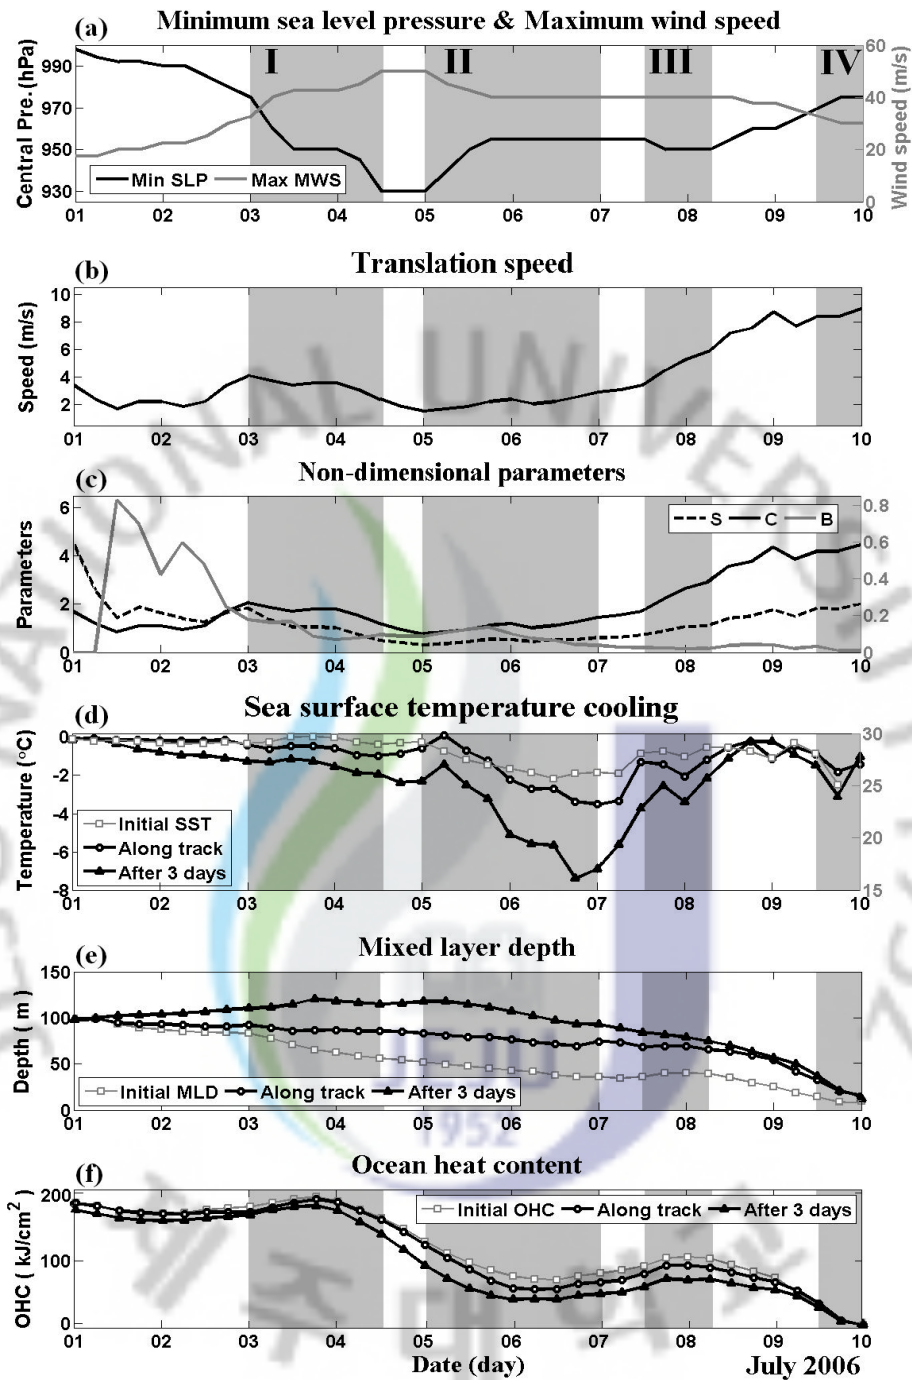 (a) Minimum sea level pressure & Maximum wind speed
Central Pre.(hPa)
990
970
950
930
I II III IV
60
40
20
0
Wind speed (m/s)
Min SLP Max MWS
01 02 03 04 05 06 07 08 09 10
(b) Translation speed
Speed (m/s)
10
8
6
4
2
01 02 03 04 05 06 07 08 09 10
(c) Non-dimensional parameters
Parameters
6
4
2
0
S C B
0.8
0.6
0.4
0.2
0
01 02 03 04 05 06 07 08 09 10
(d) Sea surface temperature cooling
Temperature (°C)
0
-2
-4
-6
-8
30
25
20
15
Initial SST
Along track
After 3 days
01 02 03 04 05 06 07 08 09 10
(e) Mixed layer depth
Depth ( m )
150
100
50
0
Initial MLD Along track After 3 days
01 02 03 04 05 06 07 08 09 10
(f) Ocean heat content
OHC ( kJ/cm²)
200
100
0
Initial OHC Along track After 3 days
01 02 03 04 05 06 07 08 09 10
Date (day) July 2006
NATIONAL UNIVERSITY
JEJU
1952